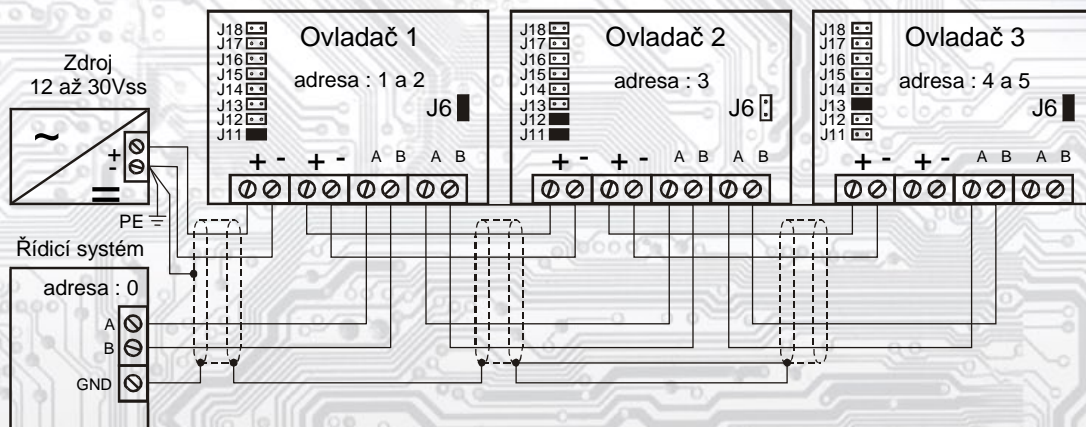 Zdroj
12 až 30Vss
~
+
-
=
PE
Řídicí systém
adresa : 0
A
B
GND
J18
J17
J16
J15
J14
J13
J12
J11
Ovladač 1
adresa : 1 a 2
J6
+ - + - A B A B
J18
J17
J16
J15
J14
J13
J12
J11
Ovladač 2
adresa : 3
J6
+ - + - A B A B
J18
J17
J16
J15
J14
J13
J12
J11
Ovladač 3
adresa : 4 a 5
J6
+ - + - A B A B